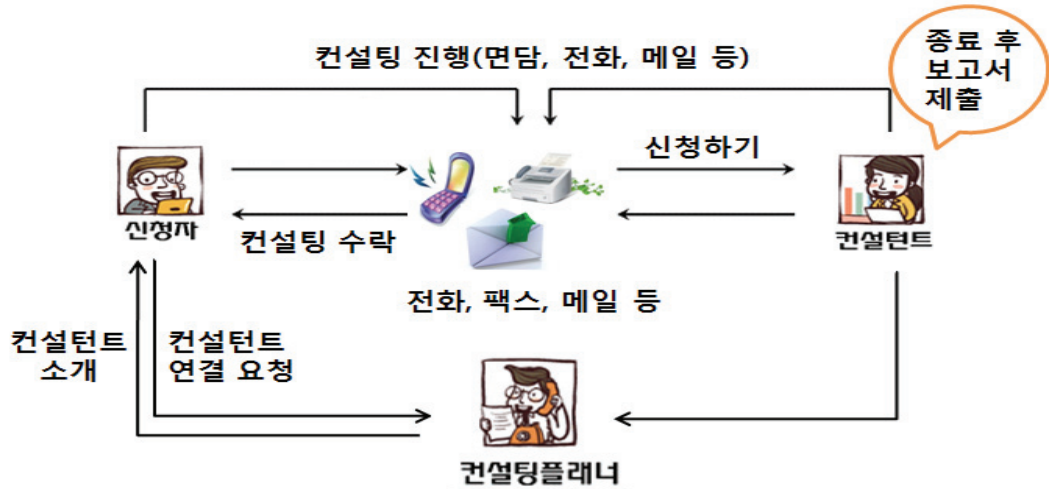 컨설팅 진행(면담, 전화, 메일 등)
종료 후
보고서
제출
신청하기
신청자
컨설팅 수락
컨설턴트
전화, 팩스, 메일 등
컨설턴트
소개
컨설턴트
연결 요청
컨설팅플래너